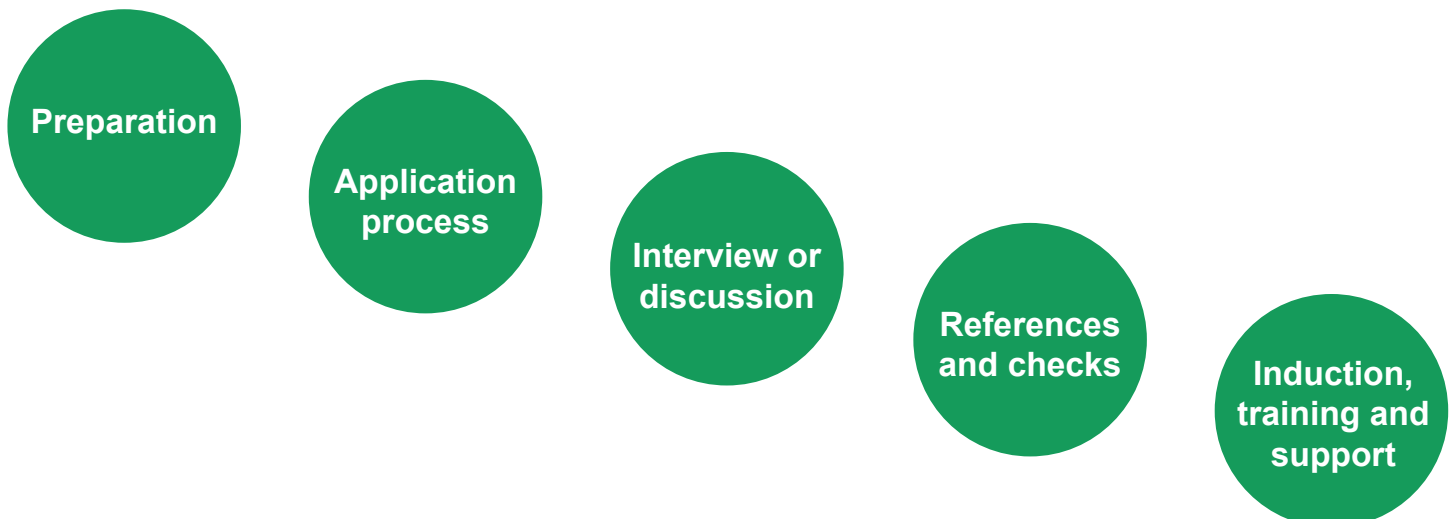 Preparation
Application
process
Interview or
discussion
References
and checks
Induction,
training and
support